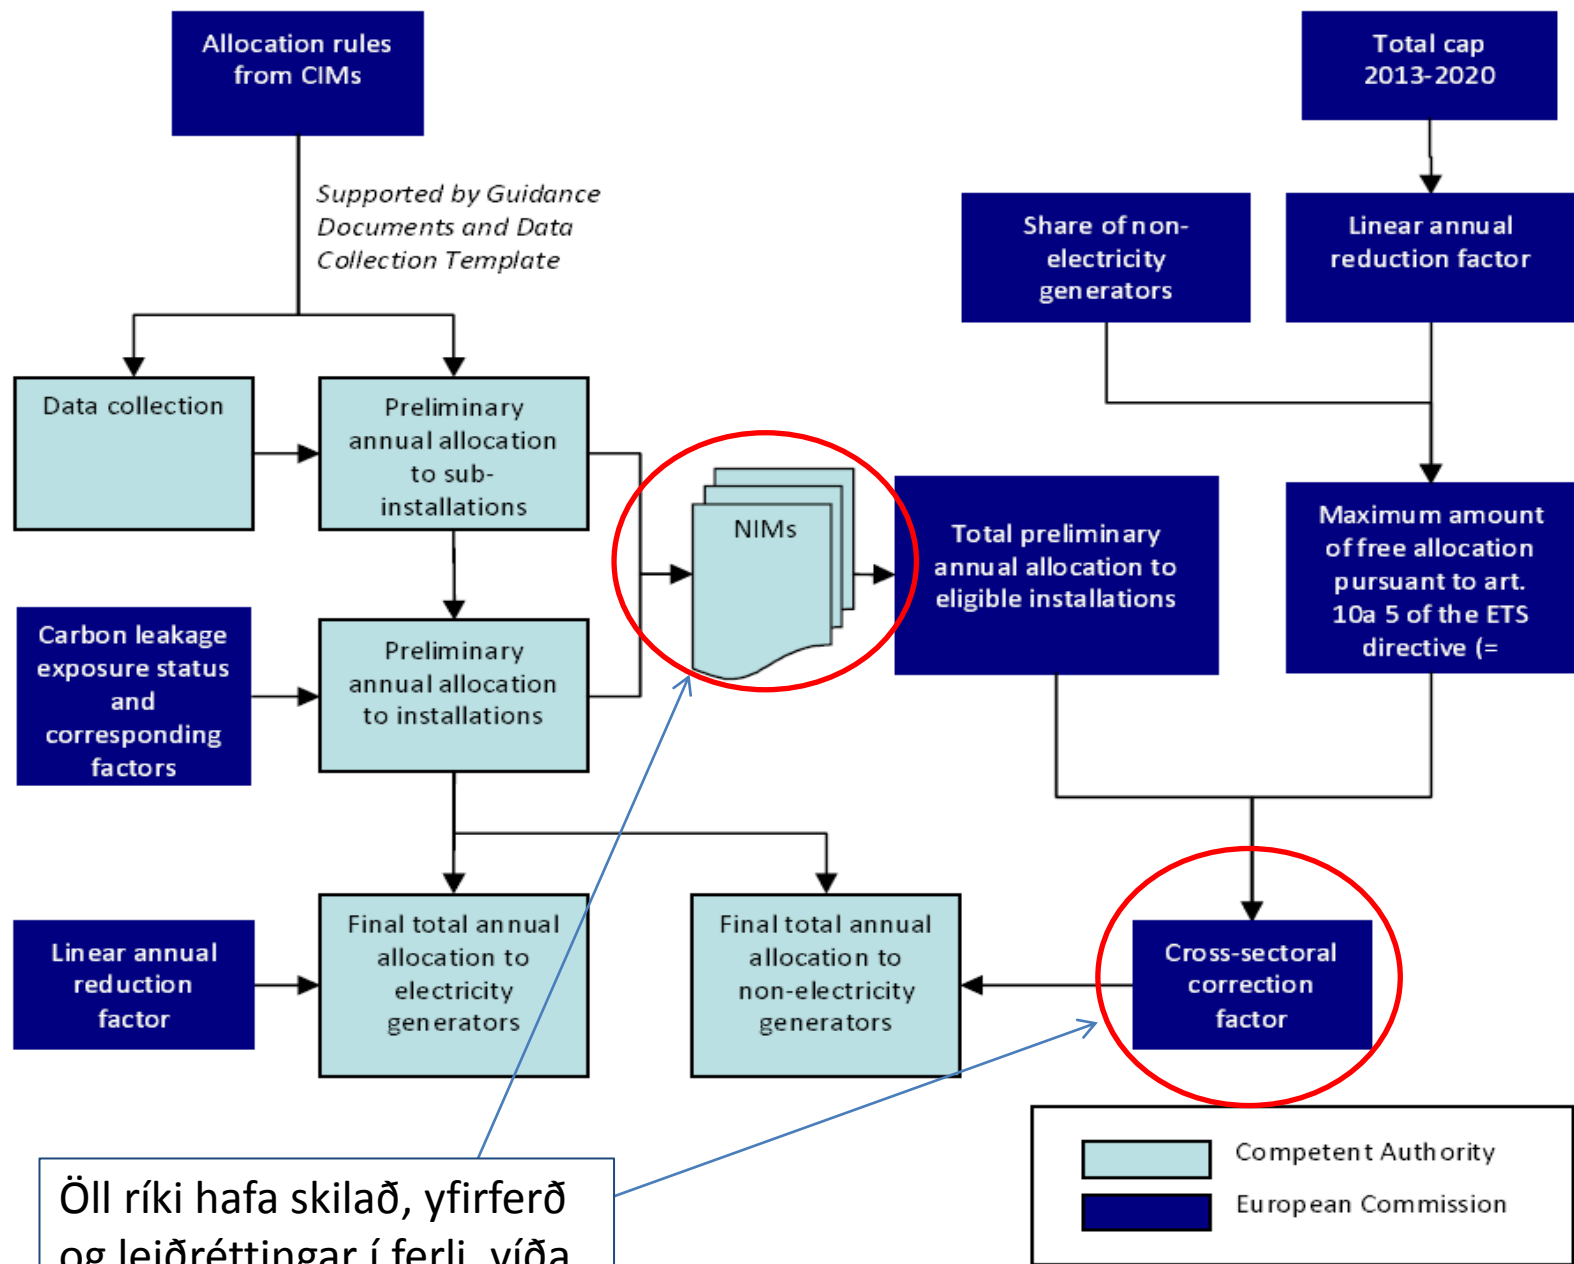 Allocation rules
from CIMs
Total cap
2013-2020
Supported by Guidance
Documents and Data
Collection Template
Share of non-
electricity
generators
Linear annual
reduction factor
Data collection
Preliminary
annual allocation
to sub-
installations
NIMs
Total preliminary
annual allocation to
eligible installations
Maximum amount
of free allocation
pursuant to art.
10a 5 of the ETS
directive (=
Carbon leakage
exposure status
and
corresponding
factors
Preliminary
annual allocation
to installations
Linear annual
reduction
factor
Final total annual
allocation to
electricity
generators
Final total annual
allocation to
non-electricity
generators
Cross-sectoral
correction
factor
Competent Authority
European Commission
Öll ríki hafa skilað, yfirferð
og leiðréttingar í ferli, víða